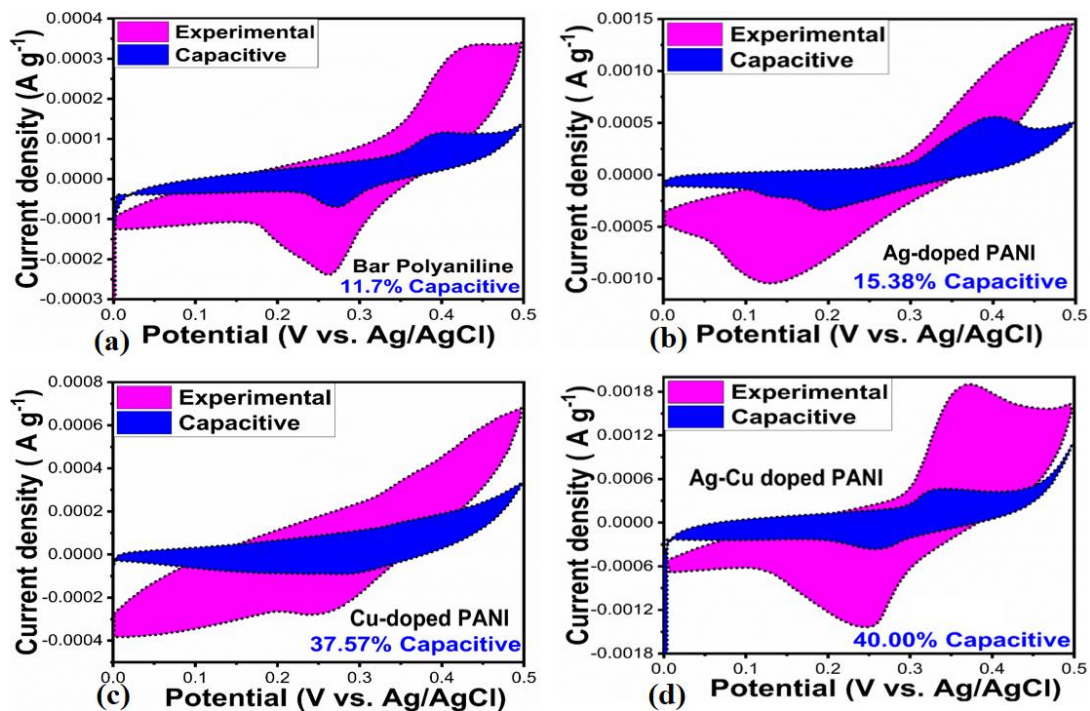 0.0004
0.0003
0.0002
0.0001
0.0000
-0.0001
-0.0002
-0.0003
Current density (A g⁻¹)
Experimental
Capacitive
Bar Polyaniline
11.7% Capacitive
0.0 0.1 0.2 0.3 0.4 0.5
(a) Potential (V vs. Ag/AgCl)
0.0015
0.0010
0.0005
0.0000
-0.0005
-0.0010
Current density ( A g⁻¹)
Experimental
Capacitive
Ag-doped PANI
15.38% Capacitive
0.0 0.1 0.2 0.3 0.4 0.5
(b) Potential (V vs. Ag/AgCl)
0.0008
0.0006
0.0004
0.0002
0.0000
-0.0002
-0.0004
Current density ( A g⁻¹)
Experimental
Capacitive
Cu-doped PANI
37.57% Capacitive
0.0 0.1 0.2 0.3 0.4 0.5
(c) Potential (V vs. Ag/AgCl)
0.0018
0.0012
0.0006
0.0000
-0.0006
-0.0012
-0.0018
Current density ( A g⁻¹)
Experimental
Capacitive
Ag-Cu doped PANI
40.00% Capacitive
0.0 0.1 0.2 0.3 0.4 0.5
(d) Potential (V vs. Ag/AgCl)